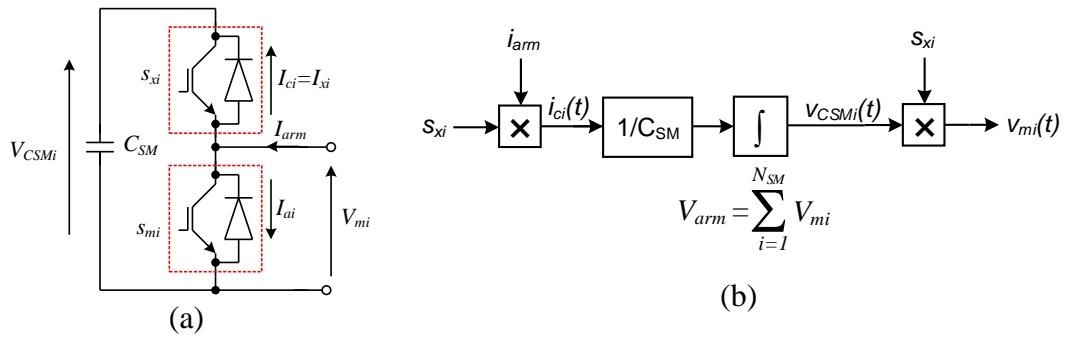 s_xi
I_ci=I_xi
I_arm
V_CSMi
C_SM
s_mi
I_ai
V_mi
(a)
i_arm
s_xi
s_xi
×
i_ci(t)
1/C_SM
∫
v_CSMi(t)
×
v_mi(t)
V_arm = ∑_{i=1}^{N_SM} V_mi
(b)